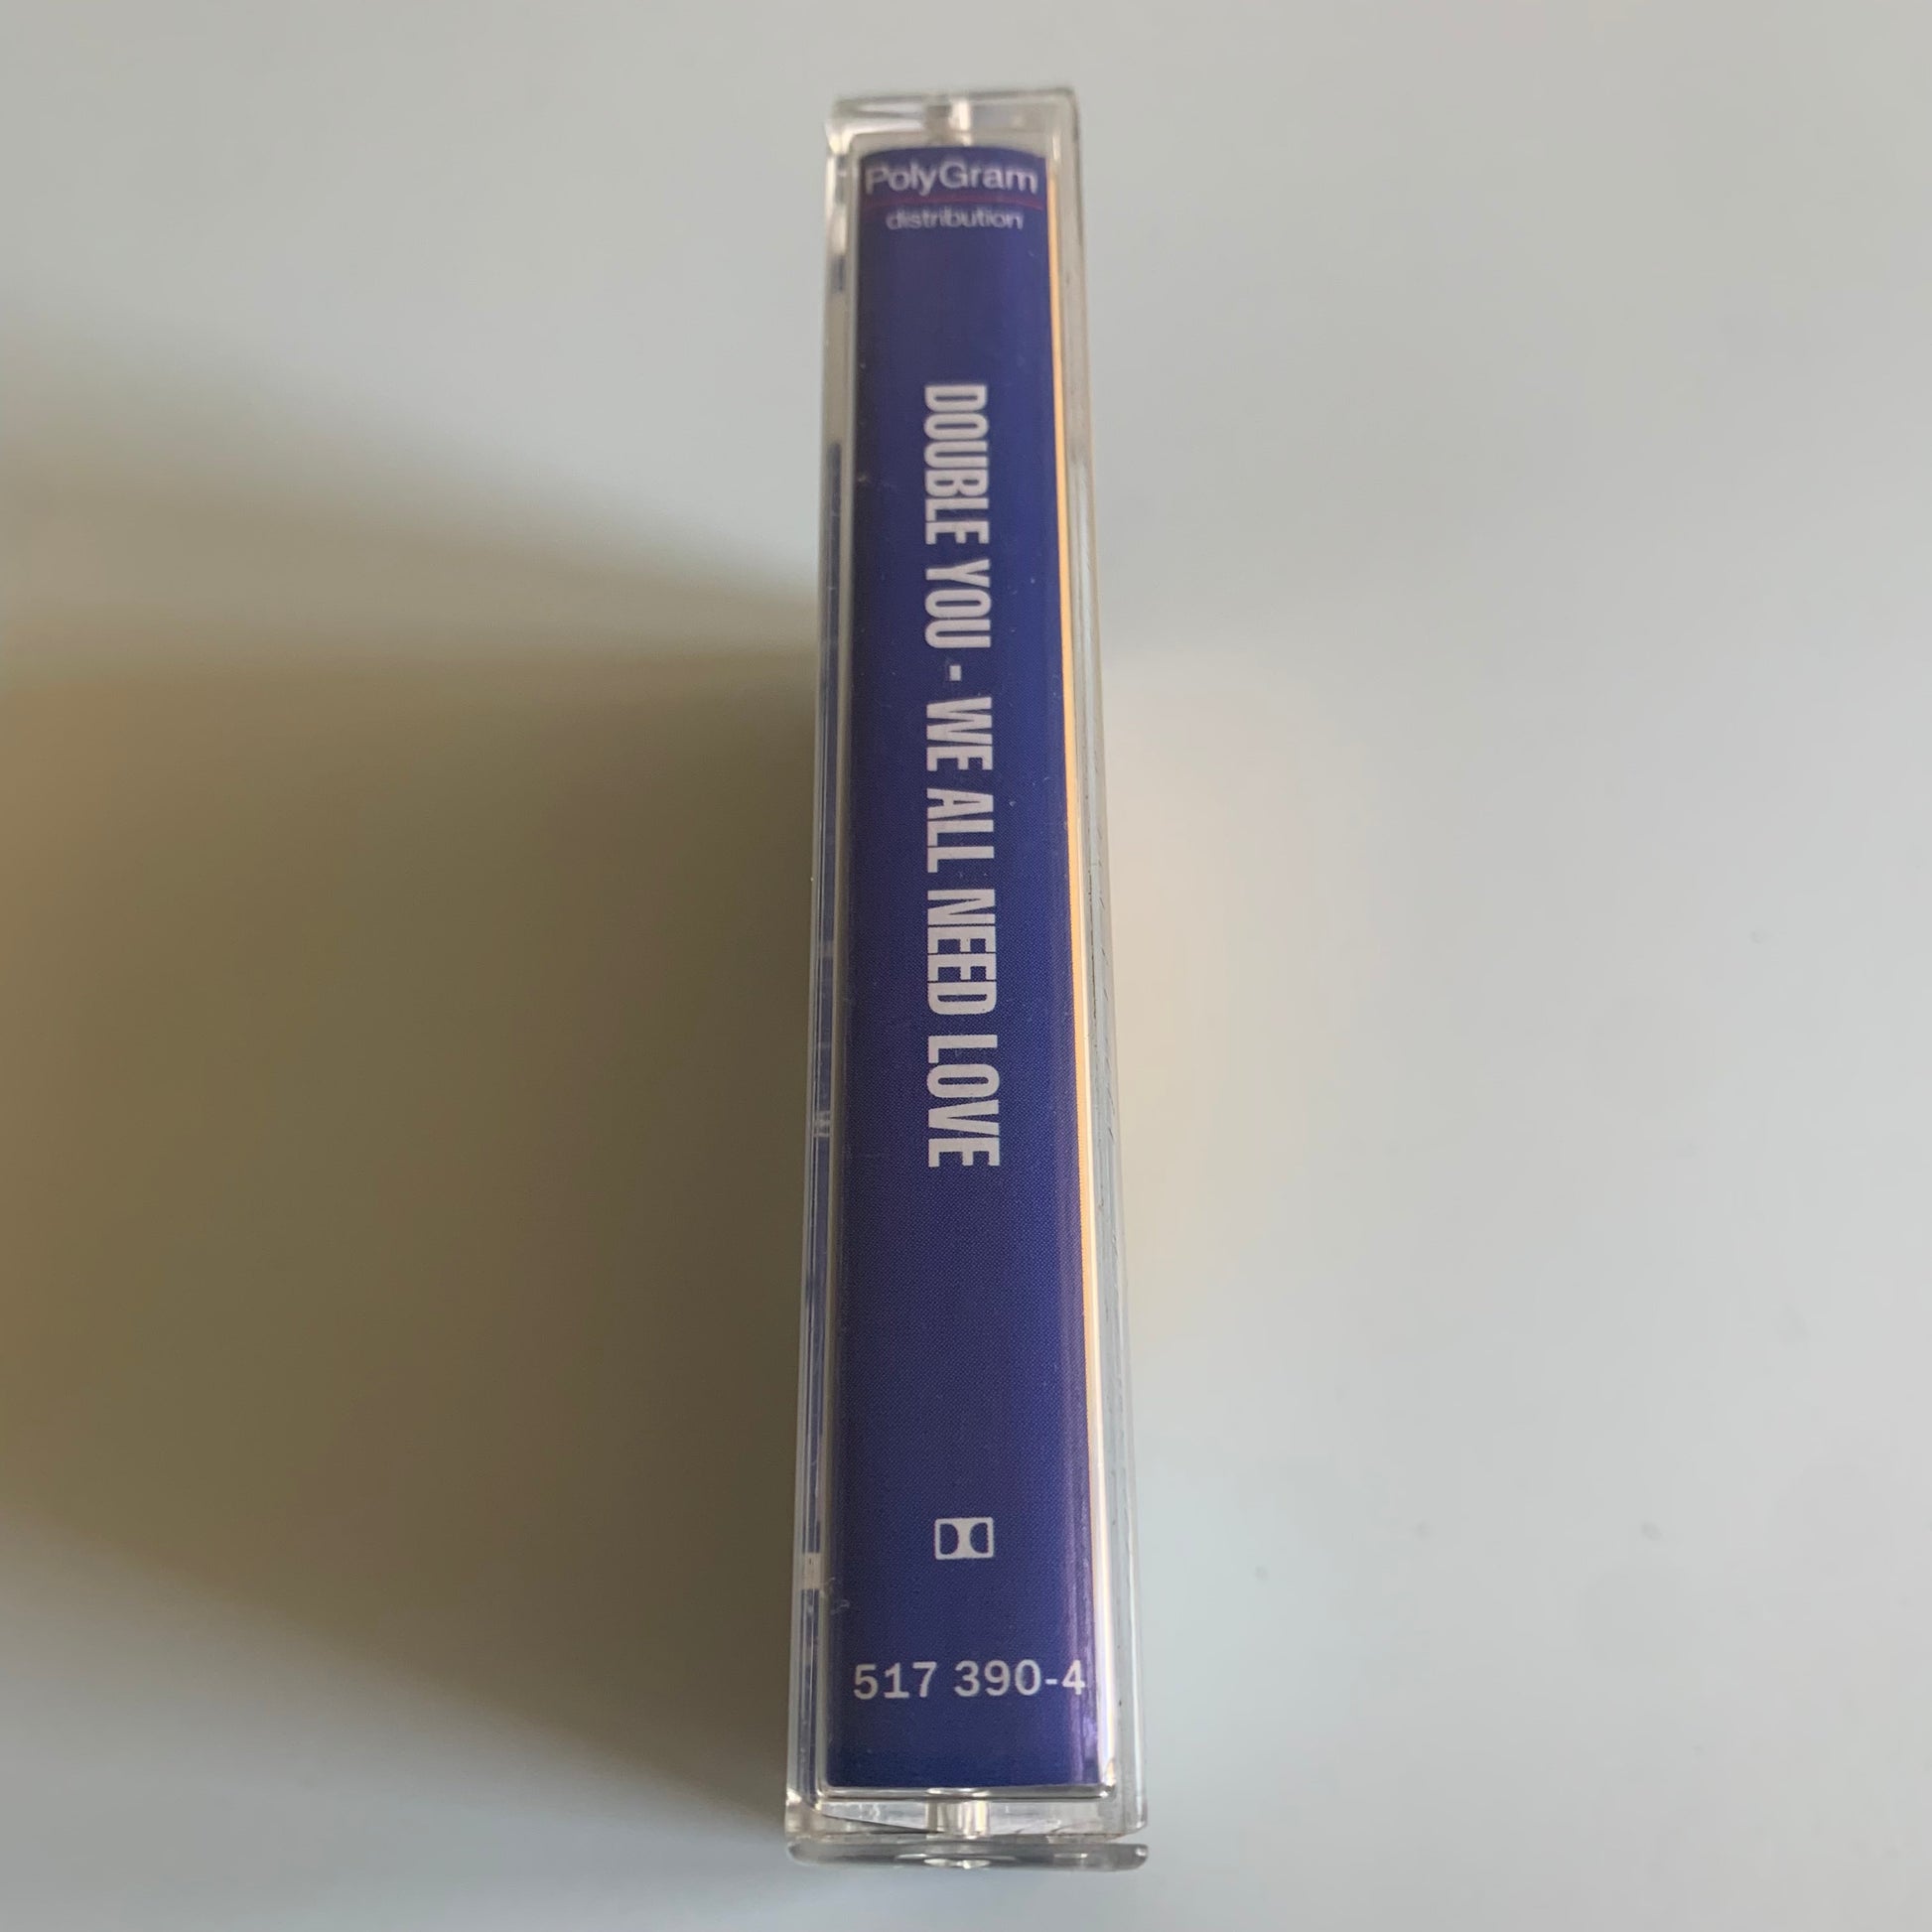 PolyGram
distribution
DOUBLE YOU - WE ALL NEED LOVE
517 390-4